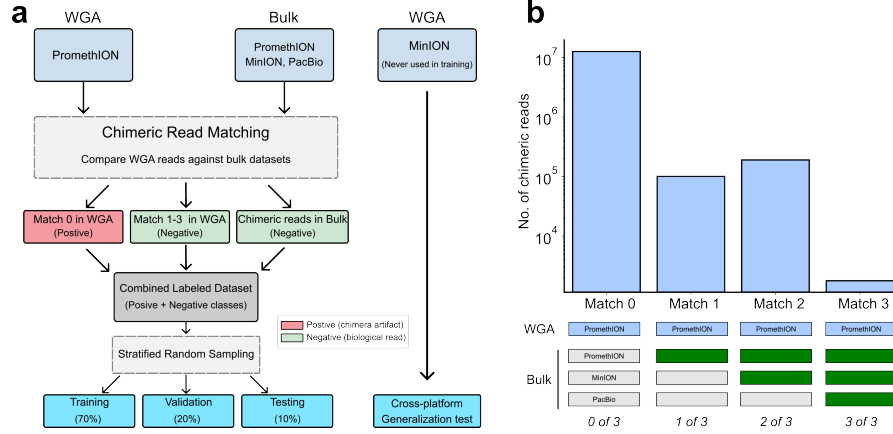 a
WGA
Bulk
WGA
PromethION
PromethION
MinION, PacBio
MinION
(Never used in training)
Chimeric Read Matching
Compare WGA reads against bulk datasets
Match 0 in WGA
(Postive)
Match 1-3 in WGA
(Negative)
Chimeric reads in Bulk
(Negative)
Combined Labeled Dataset
(Posive + Negative classes)
Postive (chimera artifact)
Negative (biological read)
Stratified Random Sampling
Training
(70%)
Validation
(20%)
Testing
(10%)
Cross-platform
Generalization test
b
No. of chimeric reads
10^7
10^6
10^5
10^4
Match 0 Match 1 Match 2 Match 3
WGA PromethION PromethION PromethION PromethION
Bulk
PromethION
MinION
PacBio
0 of 3 1 of 3 2 of 3 3 of 3